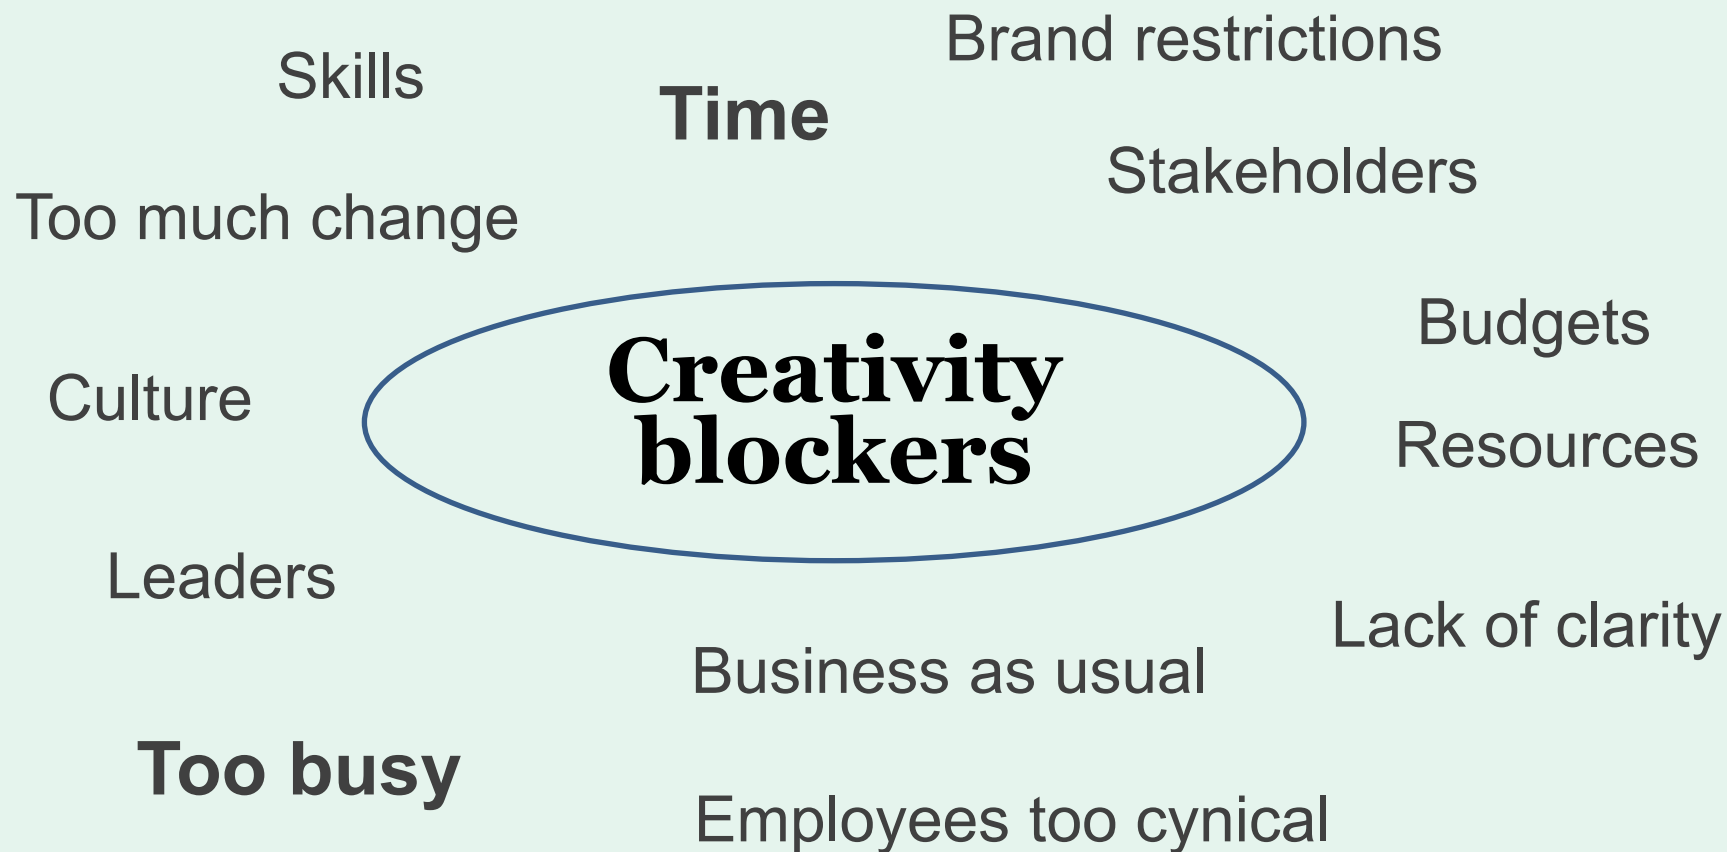 Brand restrictions
Skills
Time
Stakeholders
Too much change
Budgets
Creativity
blockers
Culture
Resources
Leaders
Lack of clarity
Business as usual
Too busy
Employees too cynical